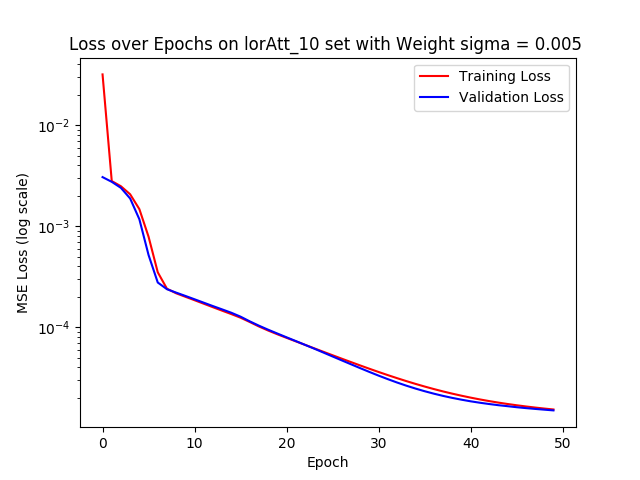 Loss over Epochs on lorAtt_10 set with Weight sigma = 0.005
Training Loss
Validation Loss
MSE Loss (log scale)
10⁻²
10⁻³
10⁻⁴
0 10 20 30 40 50
Epoch